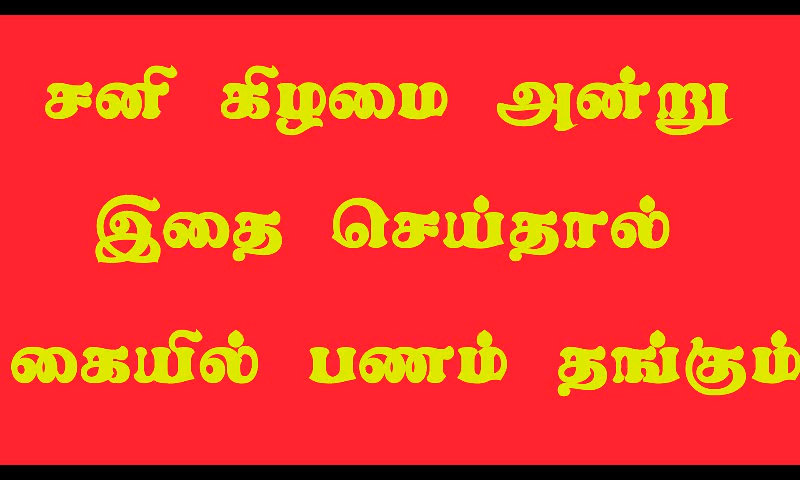 சனி கிழமை அன்று
இதை செய்தால்
கையில் பணம் தங்கும்